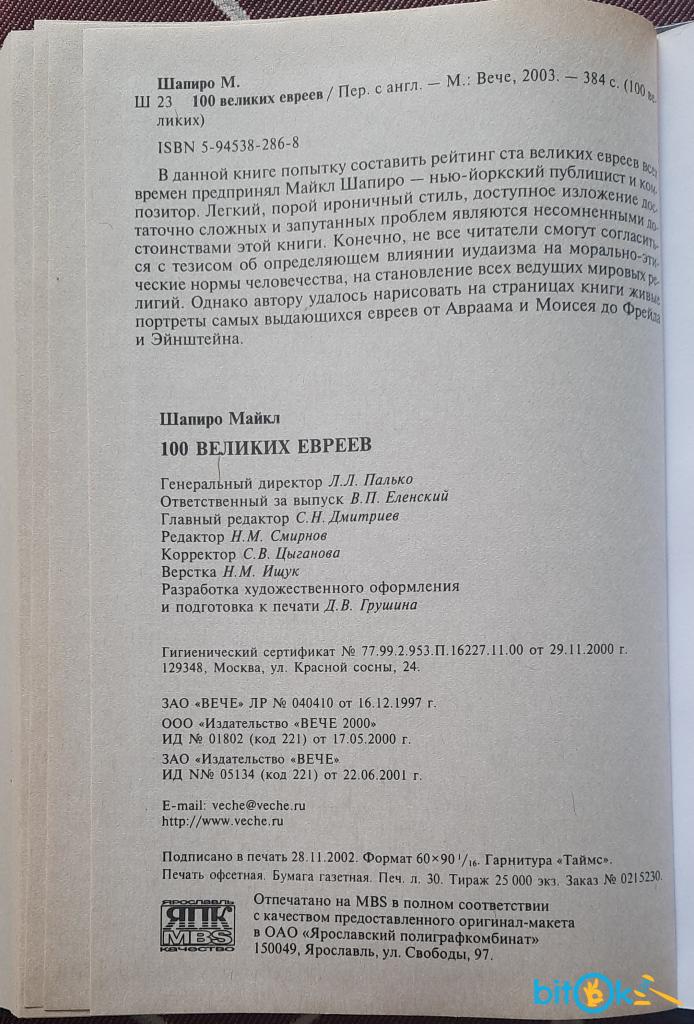 Шапиро М.
Ш 23 100 великих евреев / Пер. с англ. — М.: Вече, 2003. — 384 с. (100 ве-
ликих)
ISBN 5-94538-286-8
В данной книге попытку составить рейтинг ста великих евреев всех
времен предпринял Майкл Шапиро — нью-йоркский публицист и ком-
позитор. Легкий, порой ироничный стиль, доступное изложение дос-
таточно сложных и запутанных проблем являются несомненными до-
стоинствами этой книги. Конечно, не все читатели смогут согласить-
ся с тезисом об определяющем влиянии иудаизма на морально-эти-
ческие нормы человечества, на становление всех ведущих мировых ре-
лигий. Однако автору удалось нарисовать на страницах книги живые
портреты самых выдающихся евреев от Авраама и Моисея до Фрейда
и Эйнштейна.
Шапиро Майкл
100 ВЕЛИКИХ ЕВРЕЕВ
Генеральный директор Л.Л. Палько
Ответственный за выпуск В.П. Еленский
Главный редактор С.Н. Дмитриев
Редактор Н.М. Смирнов
Корректор С.В. Цыганова
Верстка Н.М. Ищук
Разработка художественного оформления
и подготовка к печати Д.В. Грушина
Гигиенический сертификат № 77.99.2.953.П.16227.11.00 от 29.11.2000 г.
129348, Москва, ул. Красной сосны, 24.
ЗАО «ВЕЧЕ» ЛР № 040410 от 16.12.1997 г.
ООО «Издательство «ВЕЧЕ 2000»
ИД № 01802 (код 221) от 17.05.2000 г.
ЗАО «Издательство «ВЕЧЕ»
ИД N№ 05134 (код 221) от 22.06.2001 г.
E-mail: veche@veche.ru
http://www.veche.ru
Подписано в печать 28.11.2002. Формат 60×90 1/16. Гарнитура «Таймс».
Печать офсетная. Бумага газетная. Печ. л. 30. Тираж 25 000 экз. Заказ № 0215230.
ЯРОСЛАВЛЬ
ЯПК
MBS
КАЧЕСТВО
Отпечатано на MBS в полном соответствии
с качеством предоставленного оригинал-макета
в ОАО «Ярославский полиграфкомбинат»
150049, Ярославль, ул. Свободы, 97.
bitok